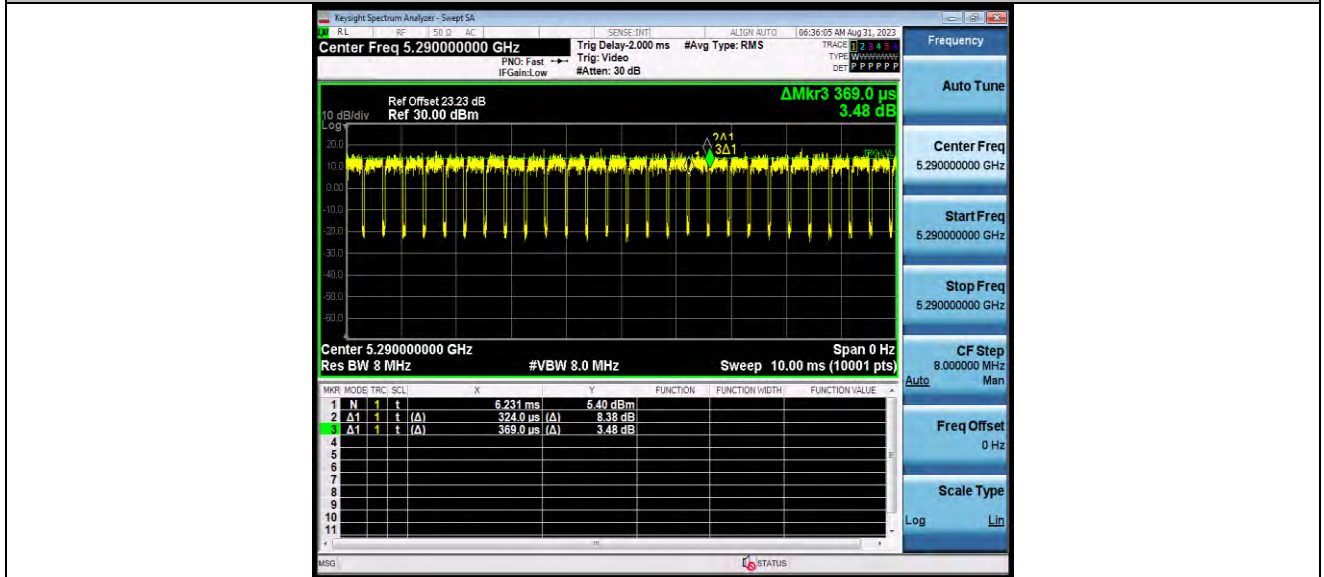 Keysight Spectrum Analyzer - Swept SA
RL RF 50 Ω AC SENSE:INT ALIGN AUTO 06:36:05 AM Aug 31, 2023
Center Freq 5.290000000 GHz
PNO: Fast
IFGain:Low
Trig Delay-2.000 ms
Trig: Video
#Atten: 30 dB
#Avg Type: RMS
TRACE 1 2 3 4 5 6
TYPE WWWWWW
DET P P P P P P
Frequency
ΔMkr3 369.0 µs
3.48 dB
Ref Offset 23.23 dB
10 dB/div Ref 30.00 dBm
Log
20.0
10.0
0.00
-10.0
-20.0
-30.0
-40.0
-50.0
-60.0
2Δ1
3Δ1
1
TRIG LVL
Center 5.290000000 GHz Span 0 Hz
Res BW 8 MHz #VBW 8.0 MHz Sweep 10.00 ms (10001 pts)
MKR MODE TRC SCL X Y FUNCTION FUNCTION WIDTH FUNCTION VALUE
1 N 1 t 6.231 ms 5.40 dBm
2 Δ1 1 t (Δ) 324.0 µs (Δ) 8.38 dB
3 Δ1 1 t (Δ) 369.0 µs (Δ) 3.48 dB
4
5
6
7
8
9
10
11
MSG STATUS
Auto Tune
Center Freq
5.290000000 GHz
Start Freq
5.290000000 GHz
Stop Freq
5.290000000 GHz
CF Step
8.000000 MHz
Auto Man
Freq Offset
0 Hz
Scale Type
Log Lin